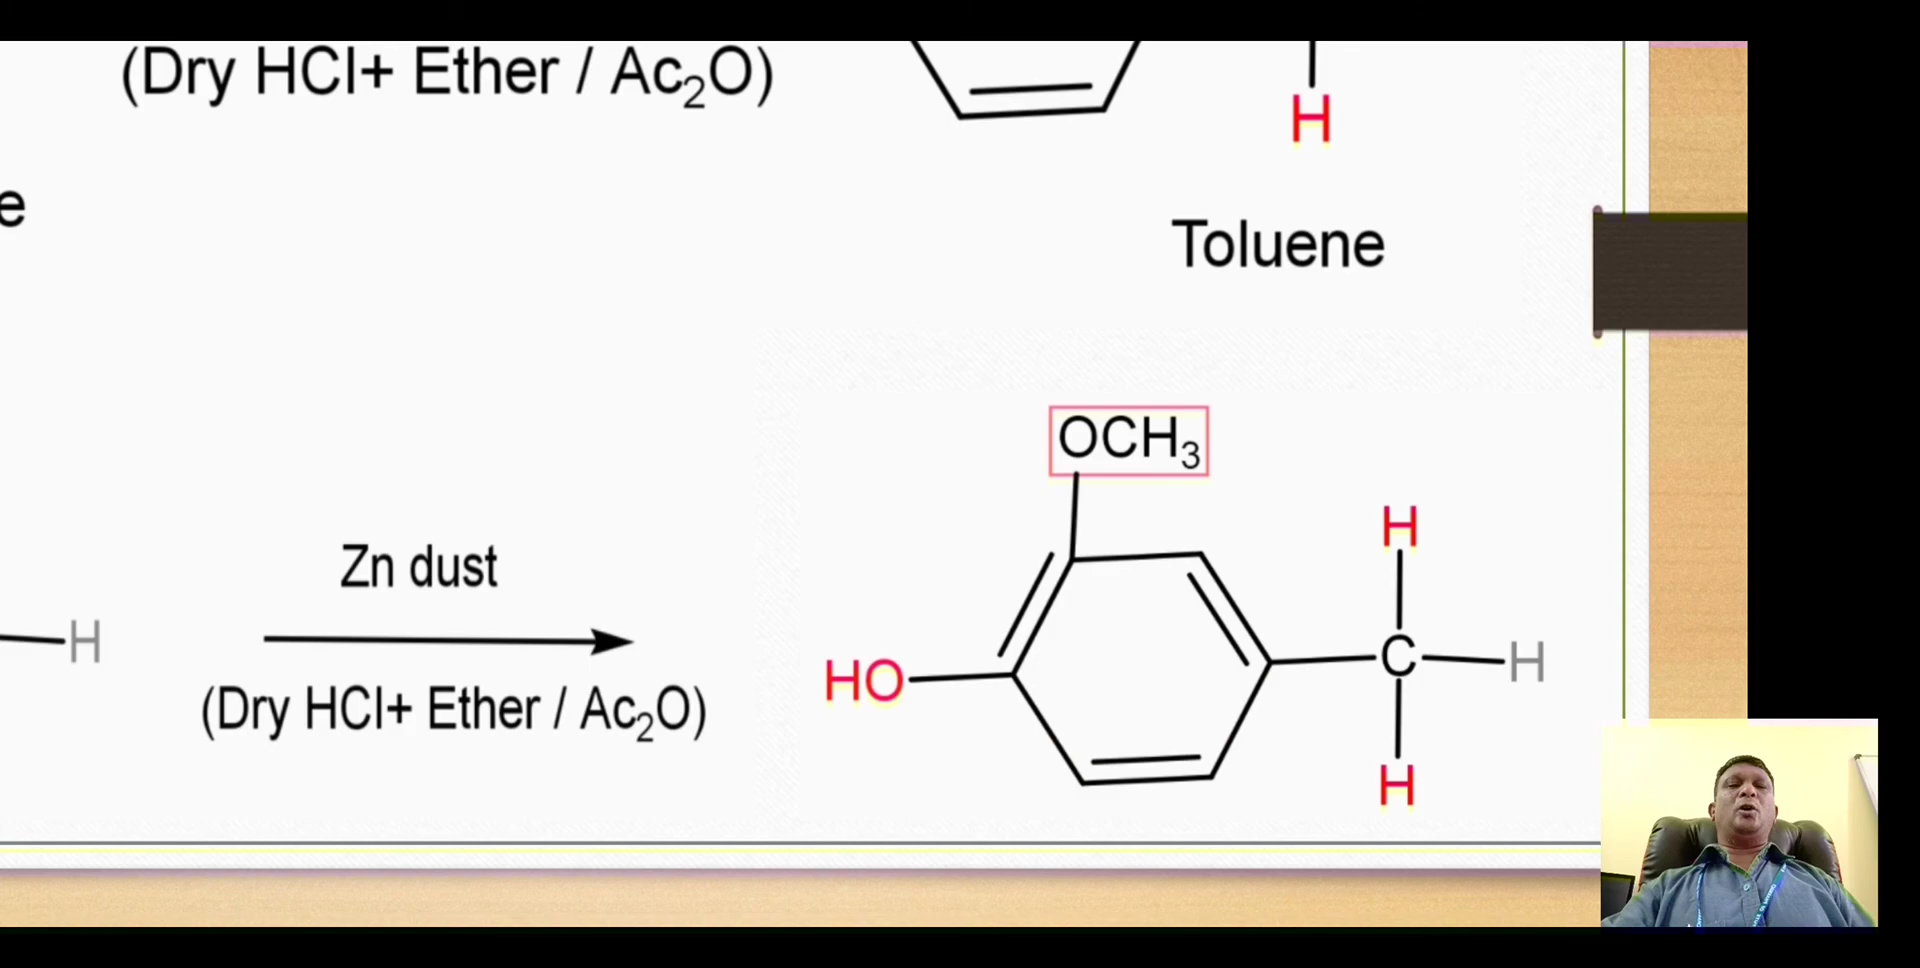 (Dry HCl+ Ether / Ac₂O)
H
e
Toluene
OCH₃
H
Zn dust
H
HO
C
H
(Dry HCl+ Ether / Ac₂O)
H